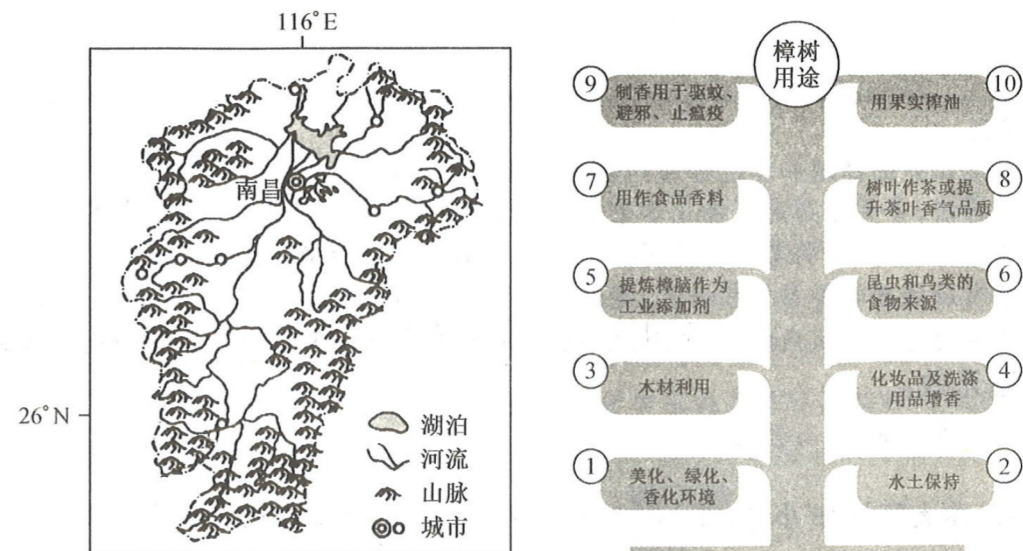 116°E
南昌
26°N
湖泊
河流
山脉
城市
樟树
用途
⑨
制香用于驱蚊、
避邪、止瘟疫
⑩
用果实榨油
⑦
用作食品香料
⑧
树叶作茶或提
升茶叶香气品质
⑤
提炼樟脑作为
工业添加剂
⑥
昆虫和鸟类的
食物来源
③
木材利用
④
化妆品及洗涤
用品增香
①
美化、绿化、
香化环境
②
水土保持